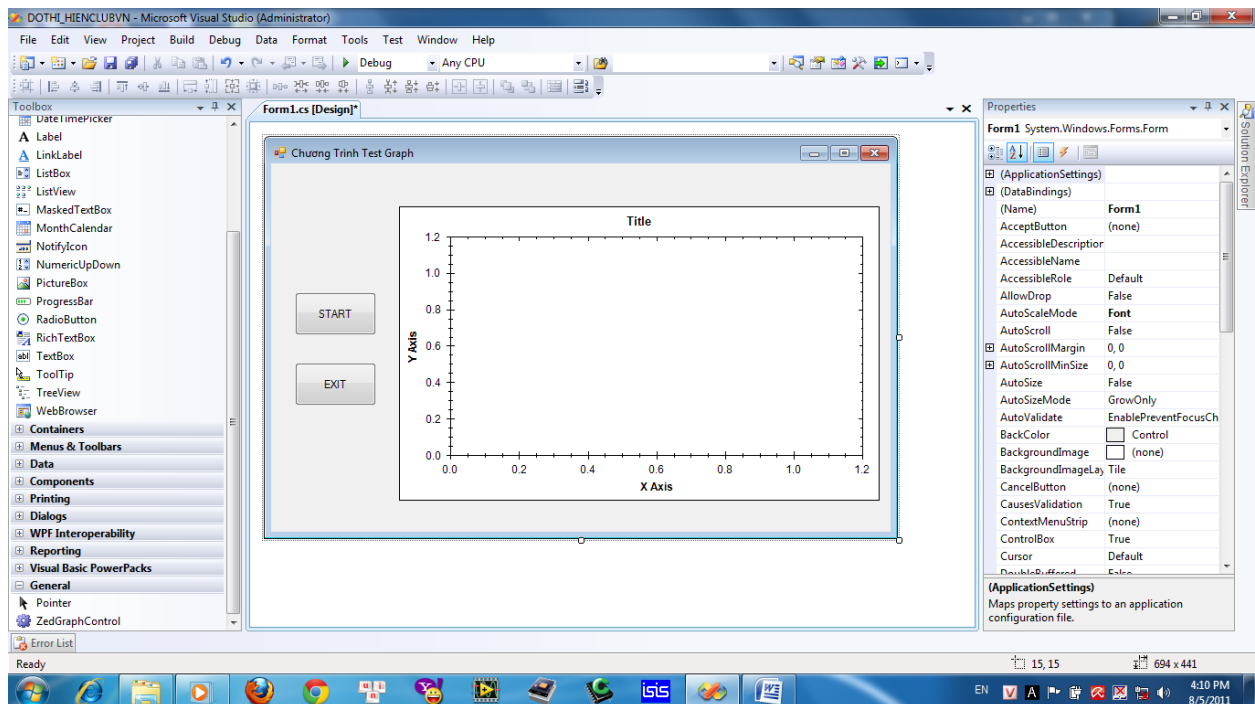 DOTHI_HIENCLUBVN - Microsoft Visual Studio (Administrator)
File Edit View Project Build Debug Data Format Tools Test Window Help
Debug Any CPU
Toolbox
DateTimePicker
A Label
A LinkLabel
ListBox
ListView
MaskedTextBox
MonthCalendar
NotifyIcon
NumericUpDown
PictureBox
ProgressBar
RadioButton
RichTextBox
abl TextBox
ToolTip
TreeView
WebBrowser
Containers
Menus & Toolbars
Data
Components
Printing
Dialogs
WPF Interoperability
Reporting
Visual Basic PowerPacks
General
Pointer
ZedGraphControl
Form1.cs [Design]*
Chương Trình Test Graph
START
EXIT
Title
1.2
1.0
0.8
0.6
0.4
0.2
0.0
Y Axis
0.0 0.2 0.4 0.6 0.8 1.0 1.2
X Axis
Properties
Form1 System.Windows.Forms.Form
(ApplicationSettings)
(DataBindings)
(Name) Form1
AcceptButton (none)
AccessibleDescription
AccessibleName
AccessibleRole Default
AllowDrop False
AutoScaleMode Font
AutoScroll False
AutoScrollMargin 0, 0
AutoScrollMinSize 0, 0
AutoSize False
AutoSizeMode GrowOnly
AutoValidate EnablePreventFocusCh
BackColor Control
BackgroundImage (none)
BackgroundImageLay Tile
CancelButton (none)
CausesValidation True
ContextMenuStrip (none)
ControlBox True
Cursor Default
DoubleBuffered False
(ApplicationSettings)
Maps property settings to an application
configuration file.
Solution Explorer
Error List
Ready 15, 15 694 x 441
isis
EN V A 4:10 PM
8/5/2011